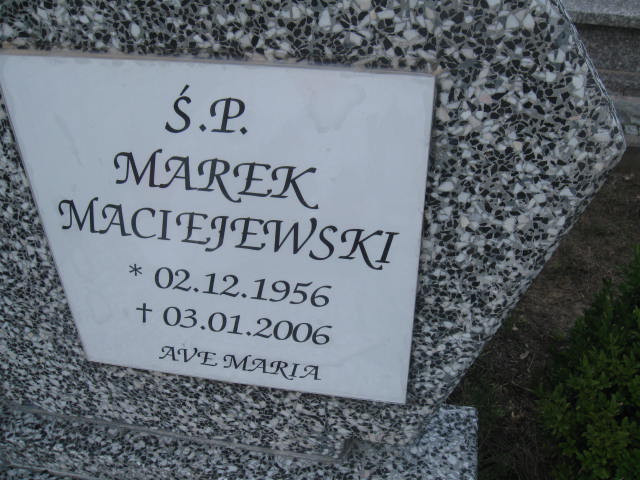 Ś.P.
MAREK
MACIEJEWSKI
* 02.12.1956
† 03.01.2006
AVE MARIA